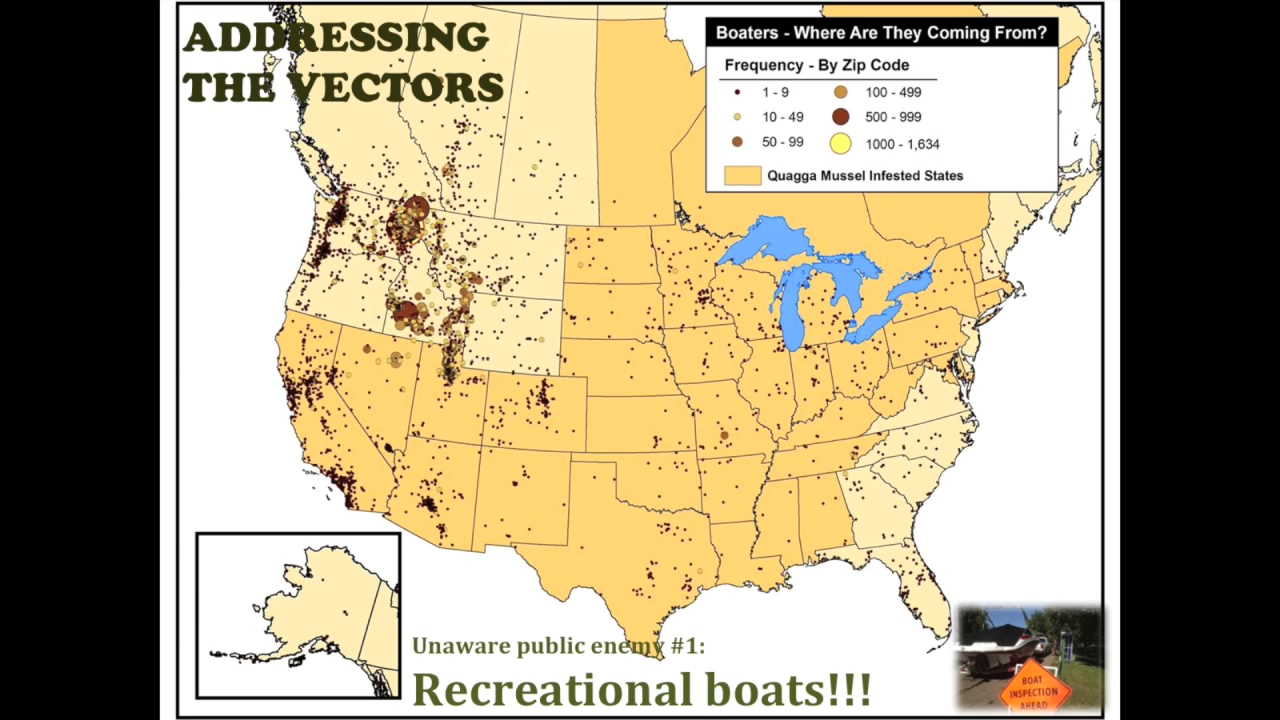 ADDRESSING
THE VECTORS
Boaters - Where Are They Coming From?
Frequency - By Zip Code
1 - 9
10 - 49
50 - 99
100 - 499
500 - 999
1000 - 1,634
Quagga Mussel Infested States
Unaware public enemy #1:
Recreational boats!!!
BOAT
INSPECTION
AHEAD